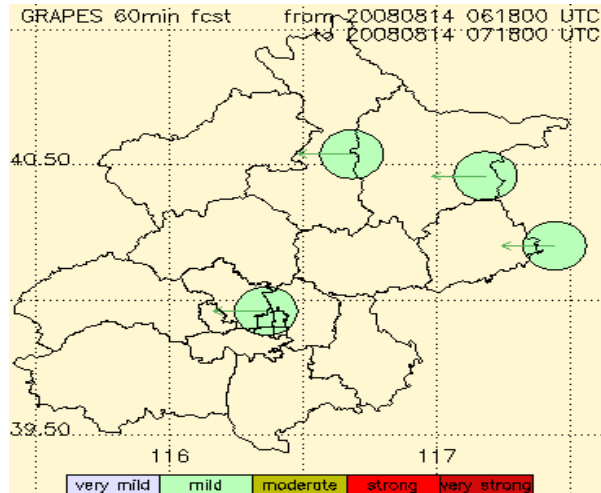 GRAPES 60min fcst from 20080814 061800 UTC
to 20080814 071800 UTC
40.50
39.50
116 117
very mild mild moderate strong very strong